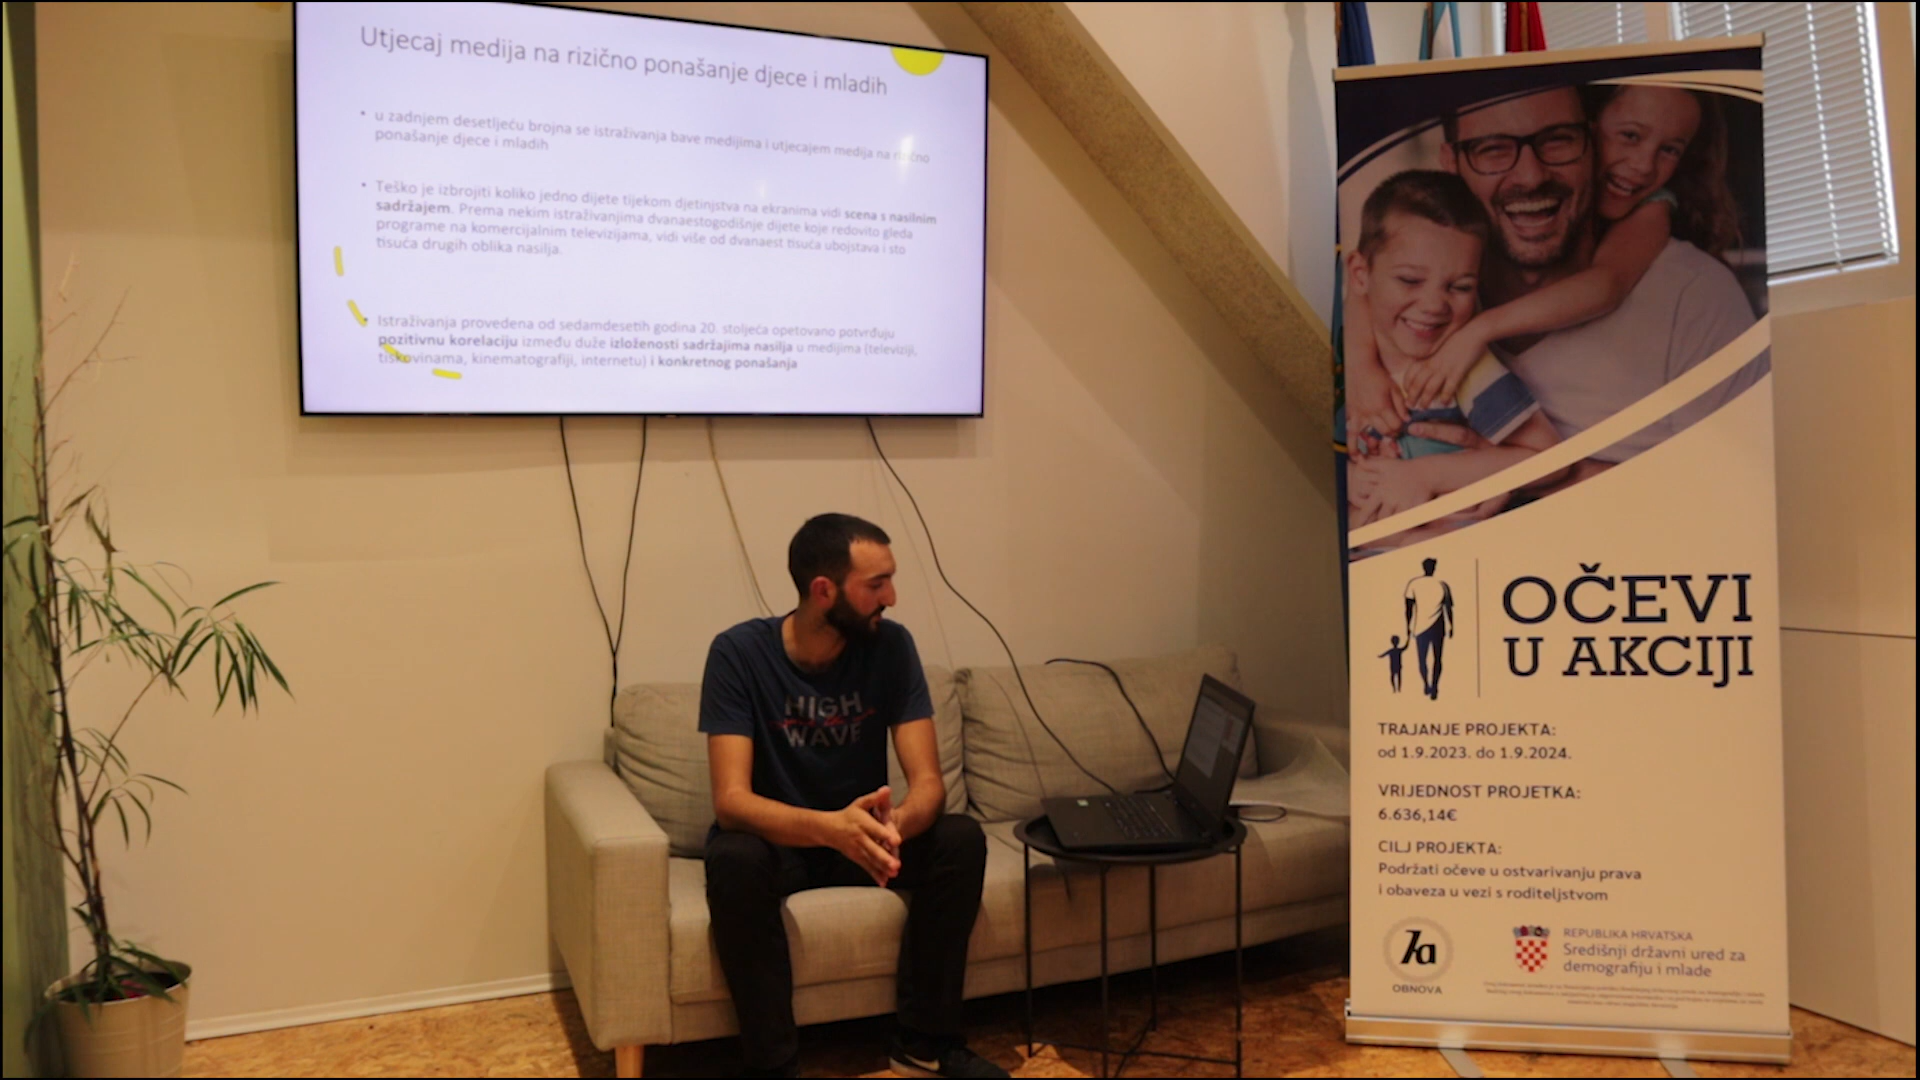 Utjecaj medija na rizično ponašanje djece i mladih
• u zadnjem desetljeću brojna se istraživanja bave medijima i utjecajem medija na rizično
ponašanje djece i mladih
• Teško je izbrojiti koliko jedno dijete tijekom djetinjstva na ekranima vidi scena s nasilnim
sadržajem. Prema nekim istraživanjima dvanaestogodišnje dijete koje redovito gleda
programe na komercijalnim televizijama, vidi više od dvanaest tisuća ubojstava i sto
tisuća drugih oblika nasilja.
• Istraživanja provedena od sedamdesetih godina 20. stoljeća opetovano potvrđuju
pozitivnu korelaciju između duže izloženosti sadržajima nasilja u medijima (televiziji,
tiskovinama, kinematografiji, internetu) i konkretnog ponašanja
HIGH
WAVE
OČEVI
U AKCIJI
TRAJANJE PROJEKTA:
od 1.9.2023. do 1.9.2024.
VRIJEDNOST PROJETKA:
6.636,14€
CILJ PROJEKTA:
Podržati očeve u ostvarivanju prava
i obaveza u vezi s roditeljstvom
za
OBNOVA
REPUBLIKA HRVATSKA
Središnji državni ured za
demografiju i mlade